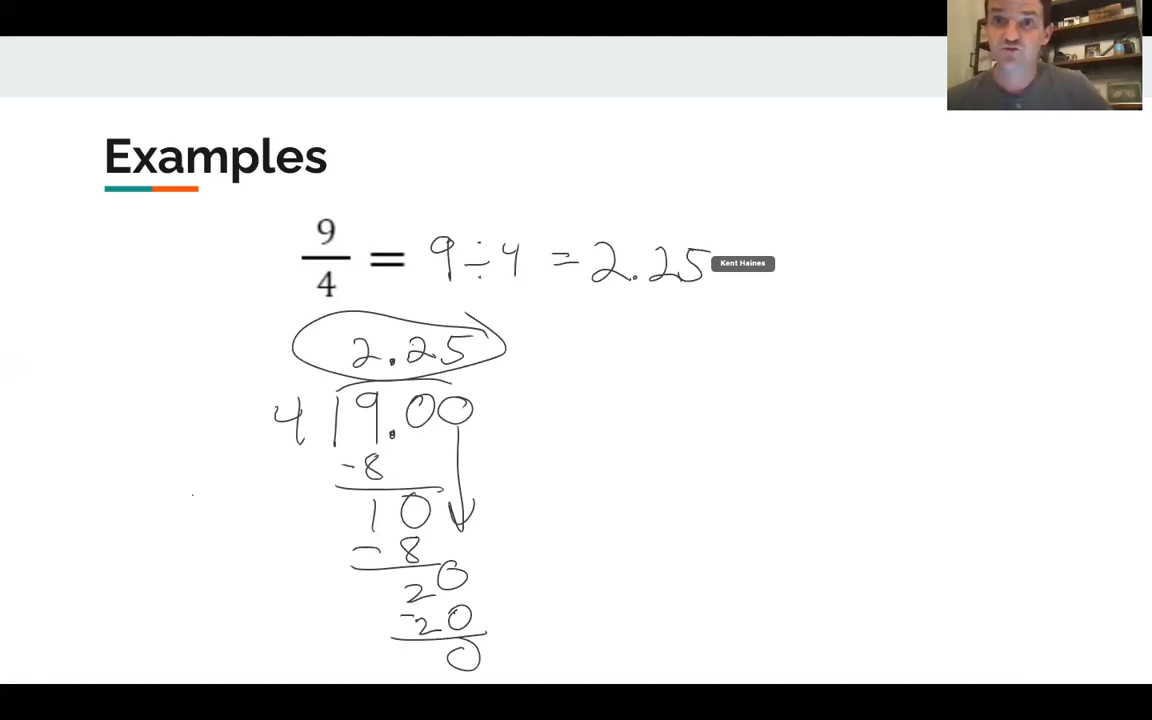 Examples
9/4 = 9 ÷ 4 = 2.25
Kent Haines
2.25
4 9.00
-8
10
-8
20
-20
0